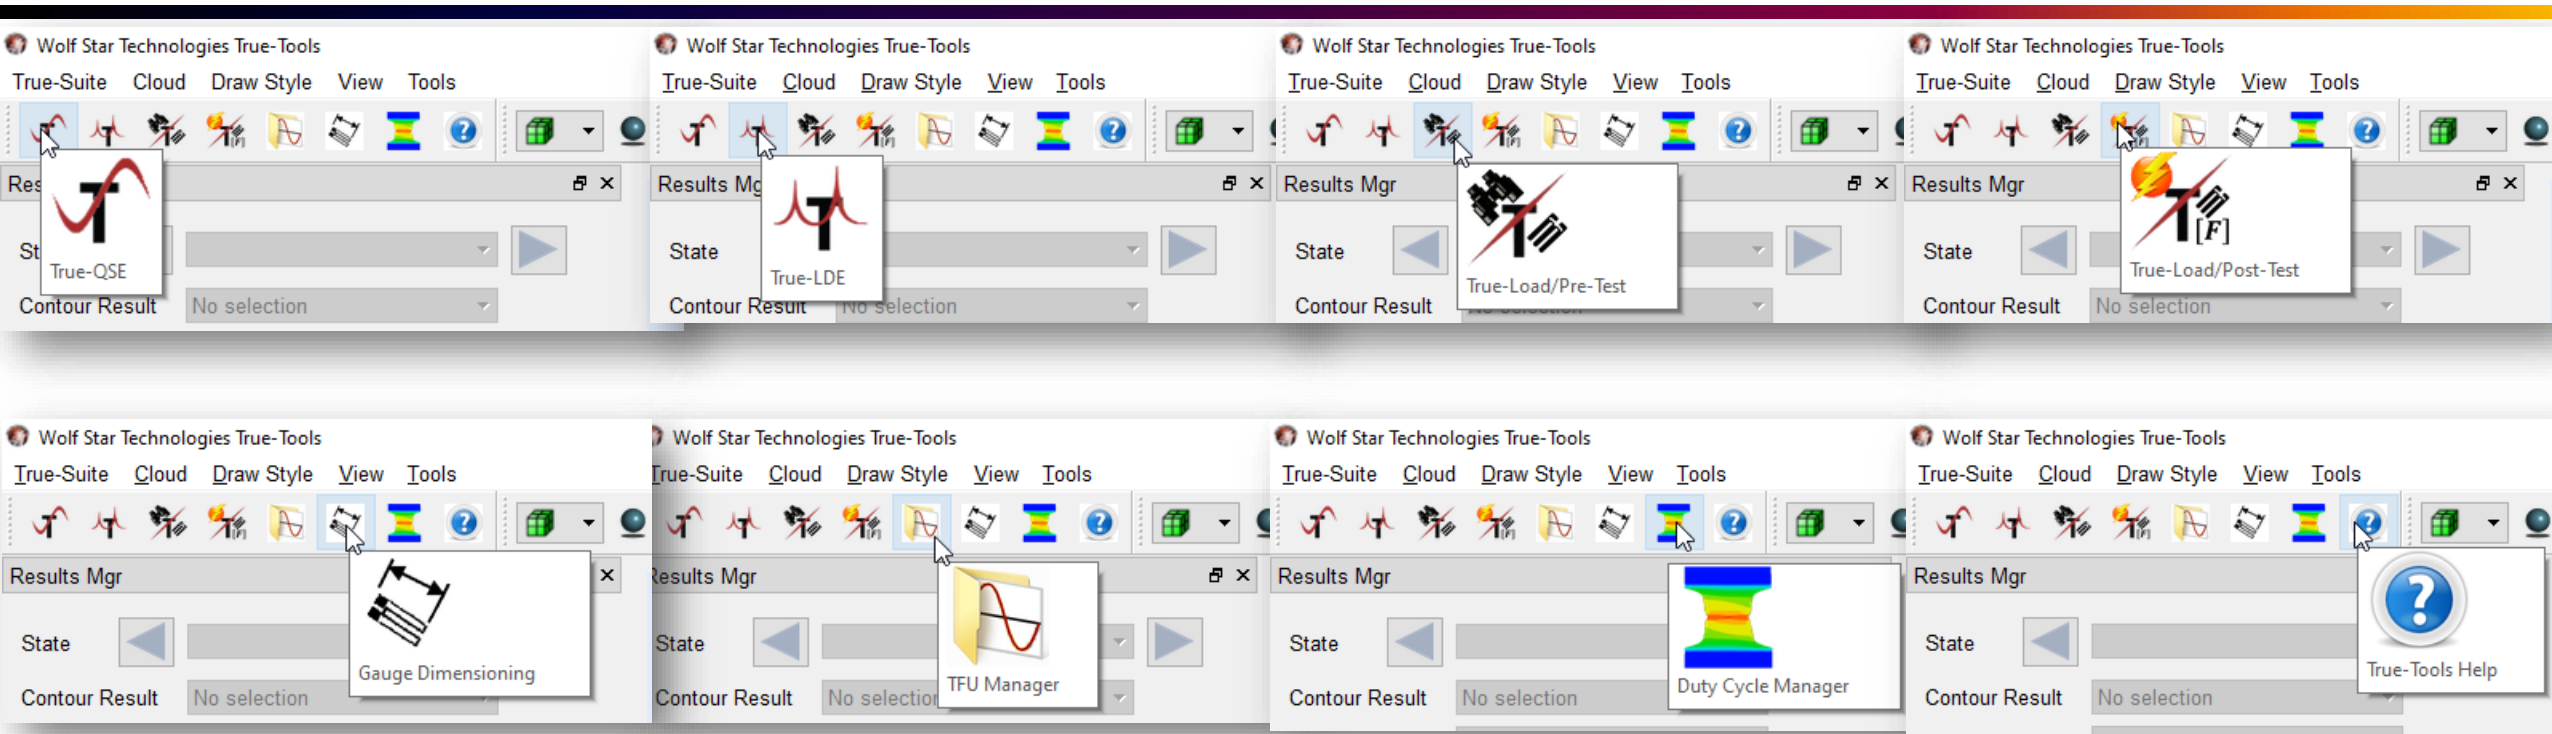 Wolf Star Technologies True-Tools
True-Suite Cloud Draw Style View Tools
True-QSE
Contour Result No selection
Wolf Star Technologies True-Tools
True-Suite Cloud Draw Style View Tools
Results Mg
State
True-LDE
Contour Result No selection
Wolf Star Technologies True-Tools
True-Suite Cloud Draw Style View Tools
Results Mgr
State
True-Load/Pre-Test
Contour Result
Wolf Star Technologies True-Tools
True-Suite Cloud Draw Style View Tools
Results Mgr
State
[F]
True-Load/Post-Test
Contour Result No selection
Wolf Star Technologies True-Tools
True-Suite Cloud Draw Style View Tools
Results Mgr
State
Gauge Dimensioning
Contour Result No selection
Wolf Star Technologies True-Tools
True-Suite Cloud Draw Style View Tools
Results Mgr
State
TFU Manager
Contour Result No selection
Wolf Star Technologies True-Tools
True-Suite Cloud Draw Style View Tools
Results Mgr
State
Duty Cycle Manager
Contour Result No selection
Wolf Star Technologies True-Tools
True-Suite Cloud Draw Style View Tools
Results Mgr
State
True-Tools Help
Contour Result No selection